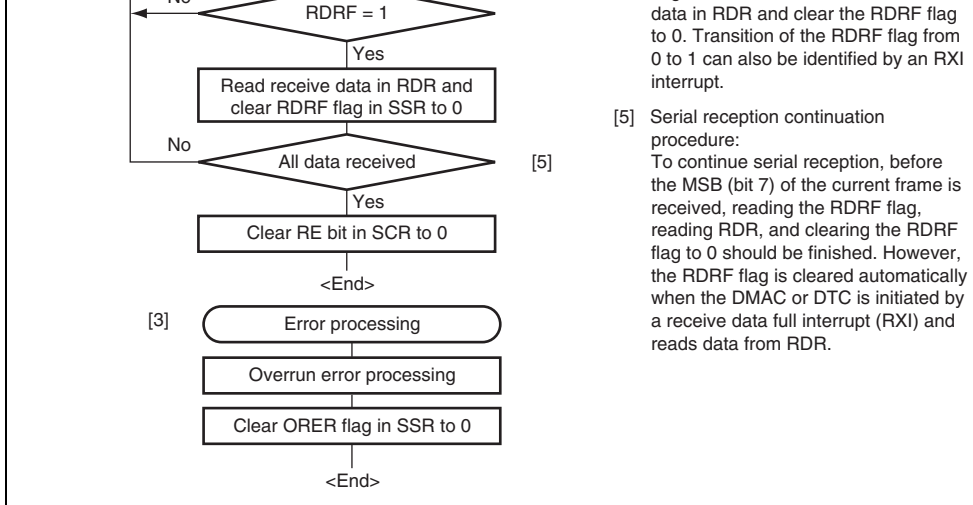 No
RDRF = 1
Yes
Read receive data in RDR and
clear RDRF flag in SSR to 0
No
All data received
[5]
Yes
Clear RE bit in SCR to 0
<End>
[3]
Error processing
Overrun error processing
Clear ORER flag in SSR to 0
<End>
data in RDR and clear the RDRF flag
to 0. Transition of the RDRF flag from
0 to 1 can also be identified by an RXI
interrupt.
[5] Serial reception continuation
procedure:
To continue serial reception, before
the MSB (bit 7) of the current frame is
received, reading the RDRF flag,
reading RDR, and clearing the RDRF
flag to 0 should be finished. However,
the RDRF flag is cleared automatically
when the DMAC or DTC is initiated by
a receive data full interrupt (RXI) and
reads data from RDR.